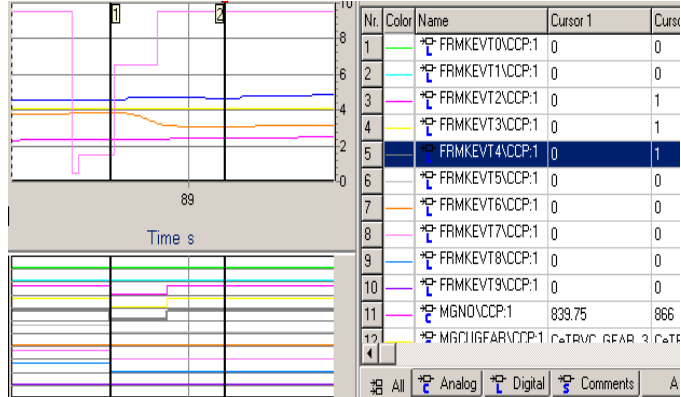 1 2
10
8
6
4
2
0
89
Time s
Nr. Color Name Cursor 1
1 FRMKEVT0\CCP:1 0 0
2 FRMKEVT1\CCP:1 0 0
3 FRMKEVT2\CCP:1 0 1
4 FRMKEVT3\CCP:1 0 1
5 FRMKEVT4\CCP:1 0 1
6 FRMKEVT5\CCP:1 0 0
7 FRMKEVT6\CCP:1 0 0
8 FRMKEVT7\CCP:1 0 0
9 FRMKEVT8\CCP:1 0 0
10 FRMKEVT9\CCP:1 0 0
11 MGNO\CCP:1 839.75 866
12
All Analog Digital Comments A